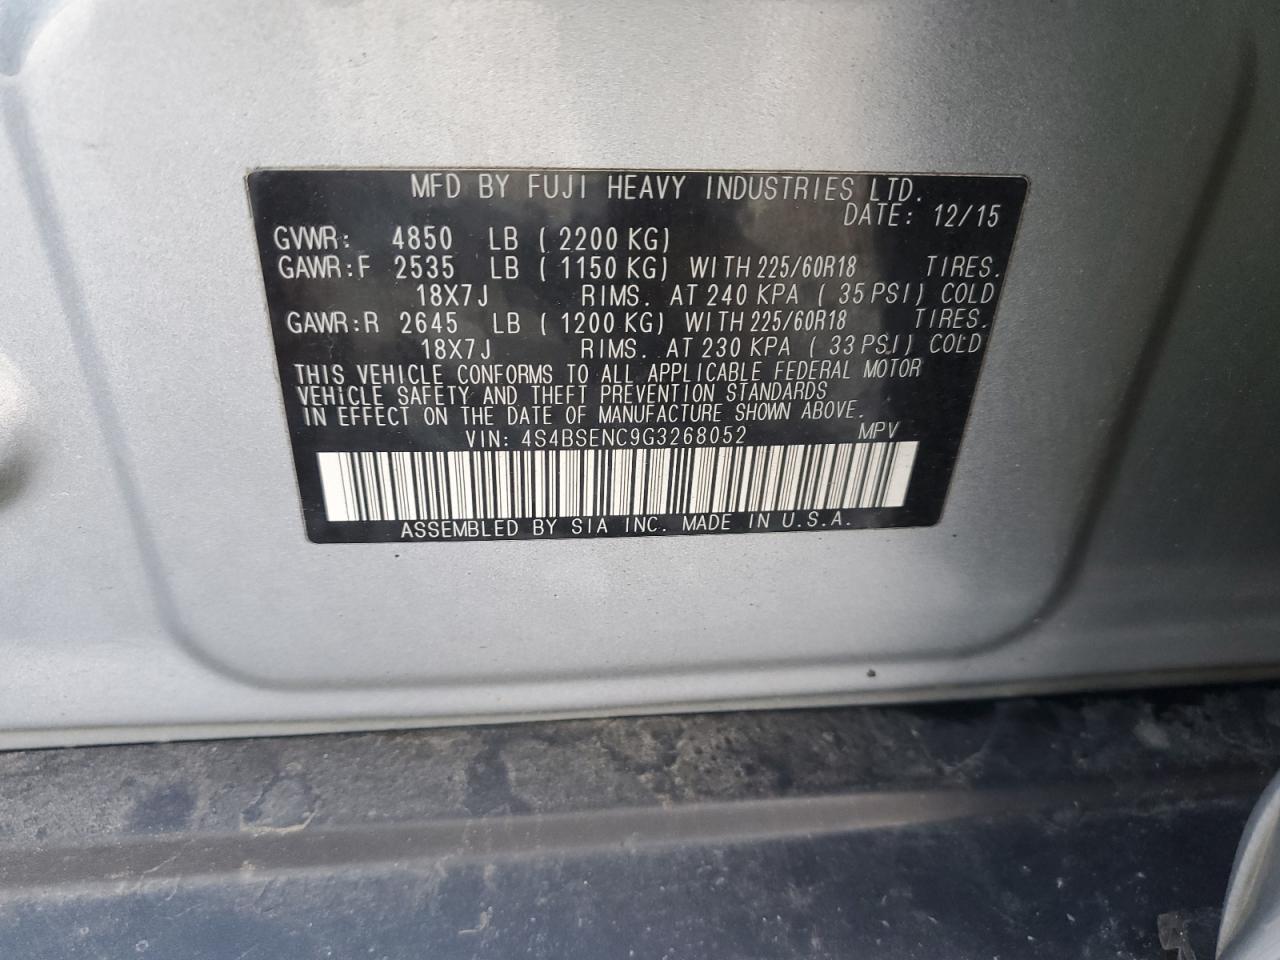 MFD BY FUJI HEAVY INDUSTRIES LTD.
DATE: 12/15
GVWR: 4850 LB ( 2200 KG)
GAWR:F 2535 LB ( 1150 KG) WITH 225/60R18 TIRES.
18X7J RIMS. AT 240 KPA ( 35 PSI) COLD
GAWR:R 2645 LB ( 1200 KG) WITH 225/60R18 TIRES.
18X7J RIMS. AT 230 KPA ( 33 PSI) COLD
THIS VEHICLE CONFORMS TO ALL APPLICABLE FEDERAL MOTOR
VEHICLE SAFETY AND THEFT PREVENTION STANDARDS
IN EFFECT ON THE DATE OF MANUFACTURE SHOWN ABOVE.
VIN: 4S4BSENC9G3268052 MPV
ASSEMBLED BY SIA INC. MADE IN U.S.A.